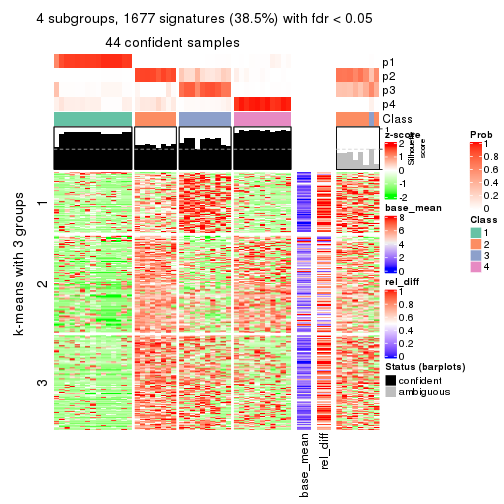 4 subgroups, 1677 signatures (38.5%) with fdr < 0.05
44 confident samples
p1
p2
p3
p4
Class
1
Silhouette
score
k-means with 3 groups
1
2
3
base_mean
rel_diff
z-score
2
1
0
-1
-2
base_mean
8
6
4
2
0
rel_diff
1
0.8
0.6
0.4
0.2
0
Status (barplots)
confident
ambiguous
Prob
1
0.8
0.6
0.4
0.2
0
Class
1
2
3
4